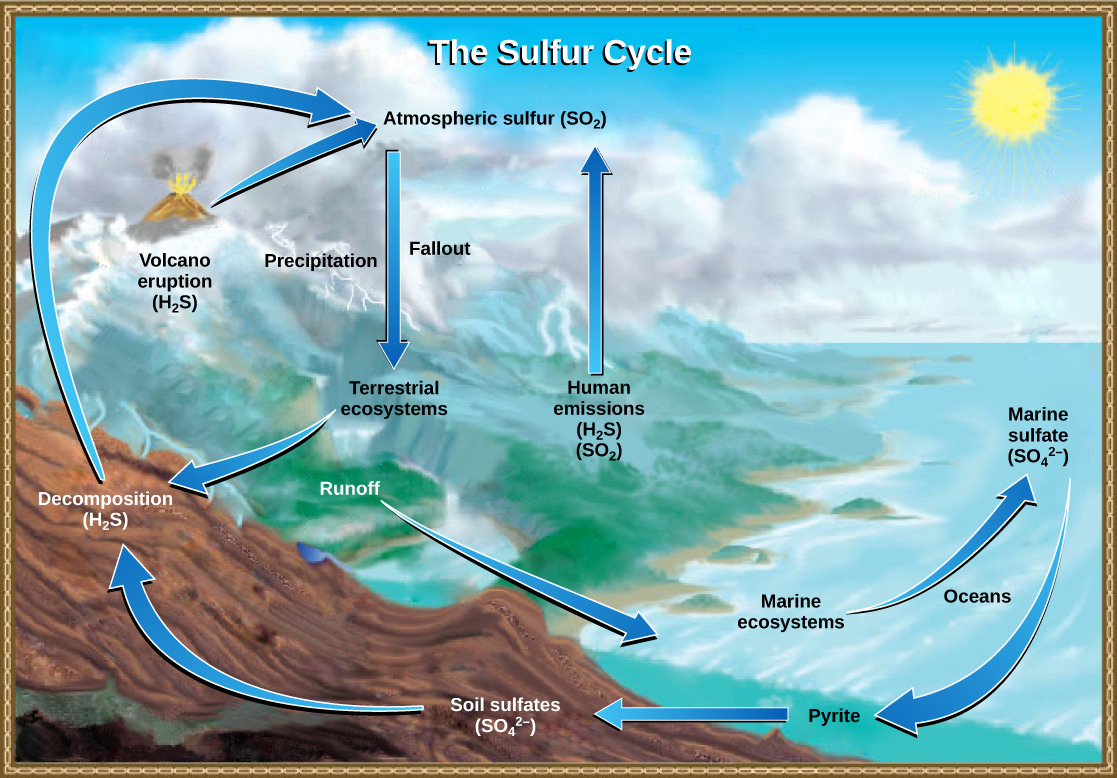 The Sulfur Cycle
Atmospheric sulfur (SO₂)
Volcano
eruption
(H₂S)
Precipitation
Fallout
Terrestrial
ecosystems
Human
emissions
(H₂S)
(SO₂)
Marine
sulfate
(SO₄²⁻)
Decomposition
(H₂S)
Runoff
Marine
ecosystems
Oceans
Soil sulfates
(SO₄²⁻)
Pyrite